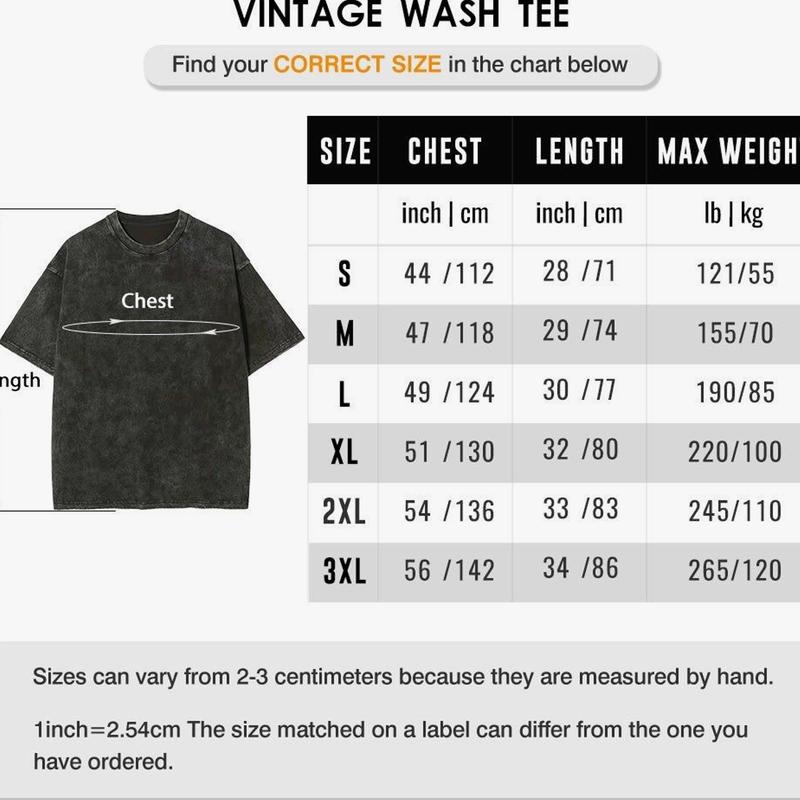 VINTAGE WASH TEE
Find your CORRECT SIZE in the chart below
SIZE CHEST LENGTH MAX WEIGH
inch | cm inch | cm lb | kg
S 44 /112 28 /71 121/55
M 47 /118 29 /74 155/70
L 49 /124 30 /77 190/85
XL 51 /130 32 /80 220/100
2XL 54 /136 33 /83 245/110
3XL 56 /142 34 /86 265/120
Chest
ngth
Sizes can vary from 2-3 centimeters because they are measured by hand.
1inch=2.54cm The size matched on a label can differ from the one you
have ordered.